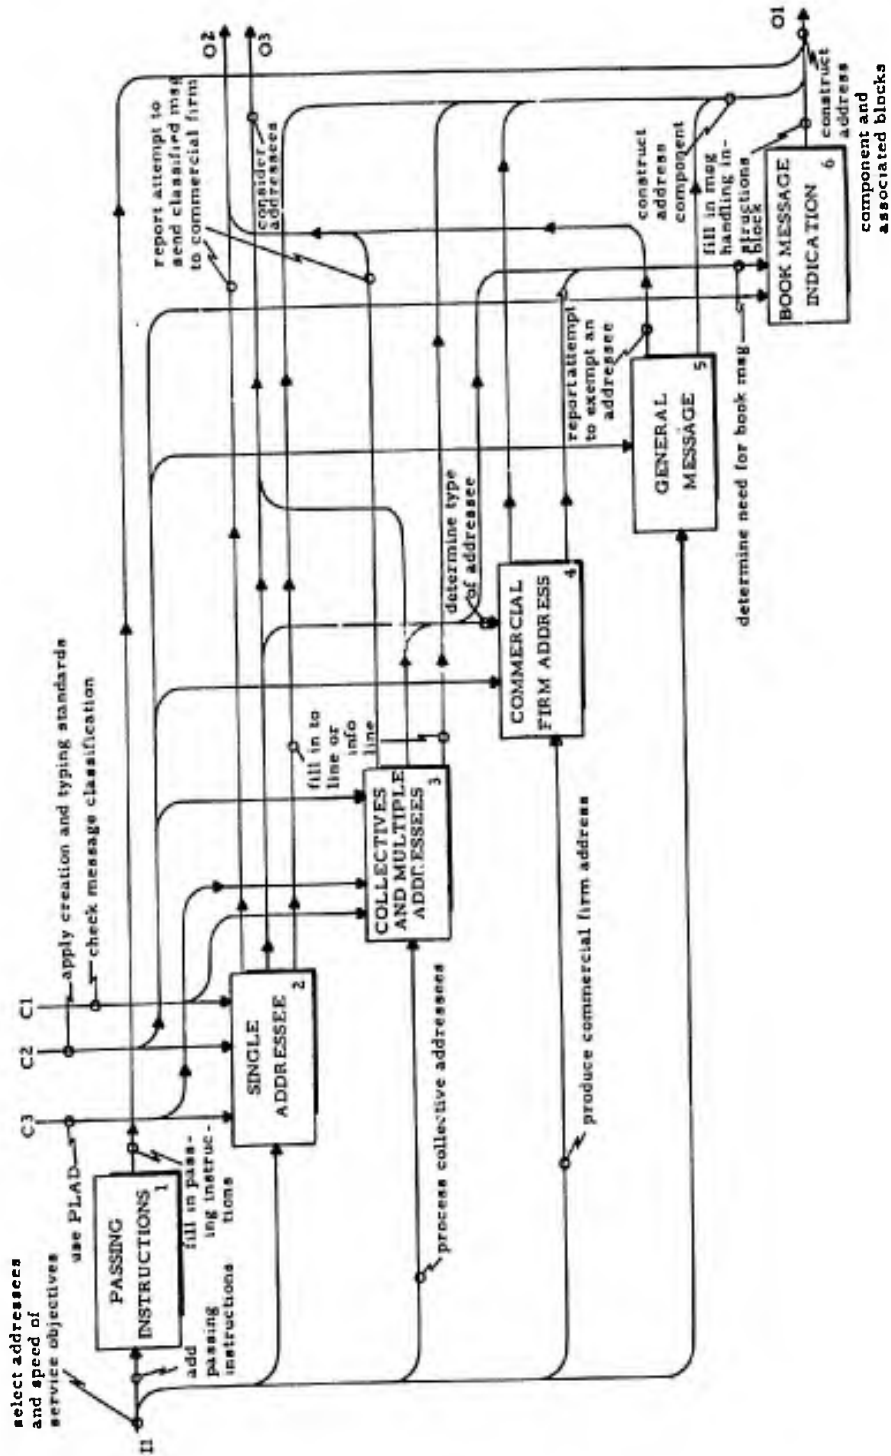 select addressees
and speed of
service objectives
I1
add
passing
instructions
PASSING
INSTRUCTIONS
1
fill in pass-
ing instruc-
tions
C3
C2
C1
use PLAD
apply creation and typing standards
check message classification
SINGLE
ADDRESSEE
2
fill in to
line or
info
line
COLLECTIVES
AND MULTIPLE
ADDRESSEES
3
process collective addressees
determine type
of addressee
COMMERCIAL
FIRM ADDRESS
4
produce commercial firm address
report attempt to
send classified msg
to commercial firm
consider
addressees
O2
O3
report attempt
to exempt an
addressee
GENERAL
MESSAGE
5
determine need for book msg
construct
address
component
fill in msg
handling in-
structions
block
BOOK MESSAGE
INDICATION
6
construct
address
component and
associated blocks
O1